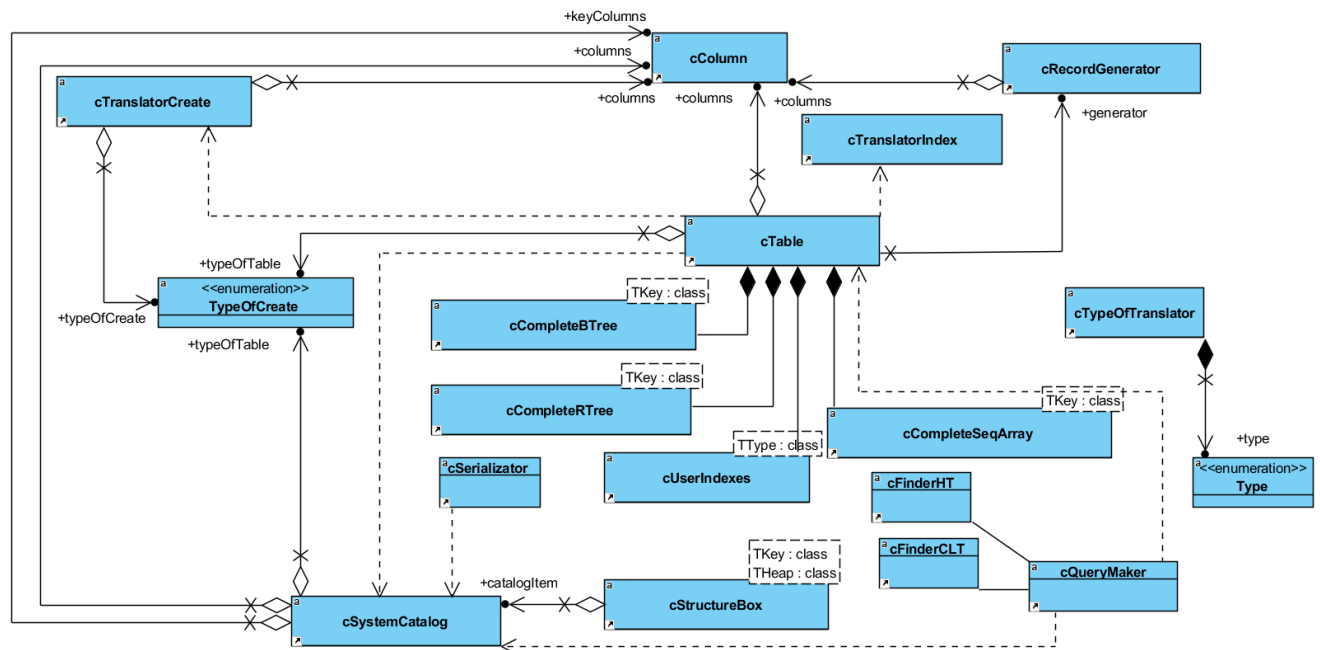 +keyColumns
a
cColumn
+columns
a
cRecordGenerator
a
cTranslatorCreate
+columns
+columns
+columns
+generator
a
cTranslatorIndex
a
cTable
+typeOfTable
a
<<enumeration>>
TypeOfCreate
+typeOfCreate
+typeOfTable
TKey : class
a
cCompleteBTree
a
cTypeOfTranslator
TKey : class
a
cCompleteRTree
TKey : class
a
cCompleteSeqArray
TType : class
a
cUserIndexes
+type
a
<<enumeration>>
Type
a
cSerializator
a
cFinderHT
a
cFinderCLT
a
cQueryMaker
TKey : class
THeap : class
+catalogItem
a
cStructureBox
a
cSystemCatalog